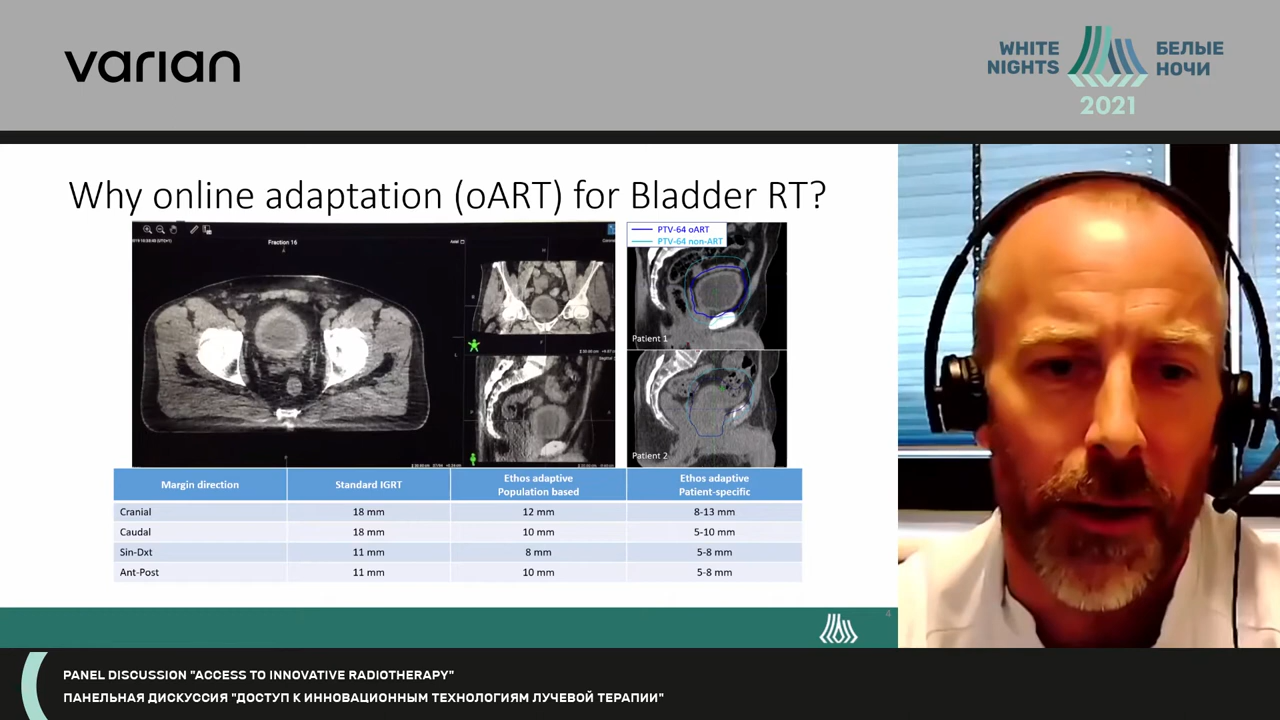 varian
WHITE
NIGHTS
БЕЛЫЕ
НОЧИ
2021
Why online adaptation (oART) for Bladder RT?
Fraction 16
PTV-64 oART
PTV-64 non-ART
Patient 1
Patient 2
Margin direction
Standard IGRT
Ethos adaptive
Population based
Ethos adaptive
Patient-specific
Cranial 18 mm 12 mm 8-13 mm
Caudal 18 mm 10 mm 5-10 mm
Sin-Dxt 11 mm 8 mm 5-8 mm
Ant-Post 11 mm 10 mm 5-8 mm
4
PANEL DISCUSSION "ACCESS TO INNOVATIVE RADIOTHERAPY"
ПАНЕЛЬНАЯ ДИСКУССИЯ "ДОСТУП К ИННОВАЦИОННЫМ ТЕХНОЛОГИЯМ ЛУЧЕВОЙ ТЕРАПИИ"